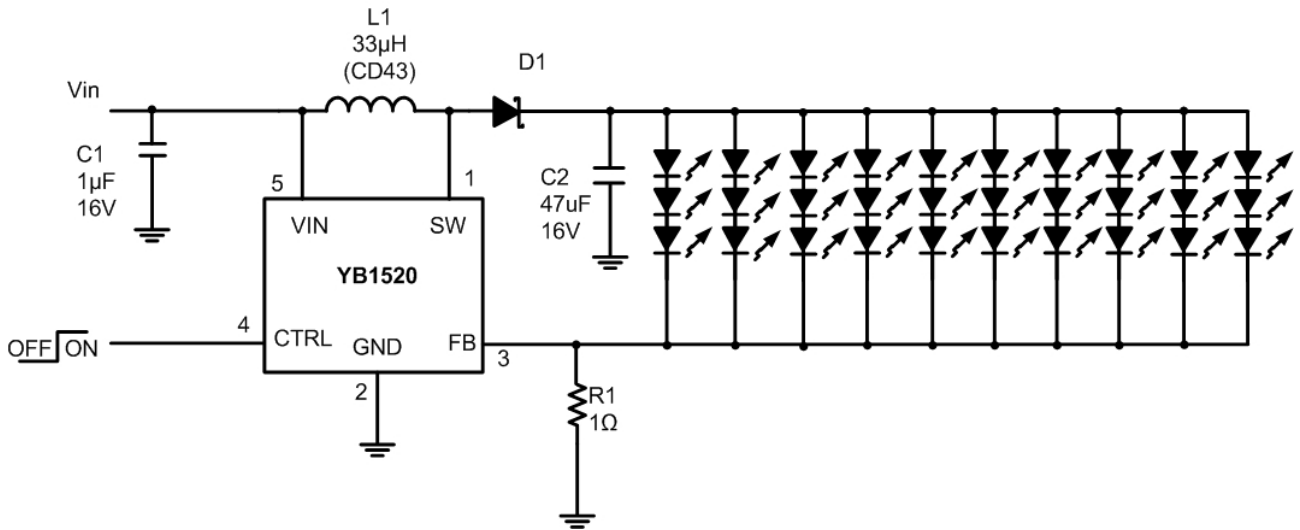 L1
33µH
(CD43)
D1
Vin
C1
1µF
16V
5
1
C2
47uF
16V
VIN
SW
YB1520
4
CTRL
GND
FB
3
OFF ON
2
R1
1Ω